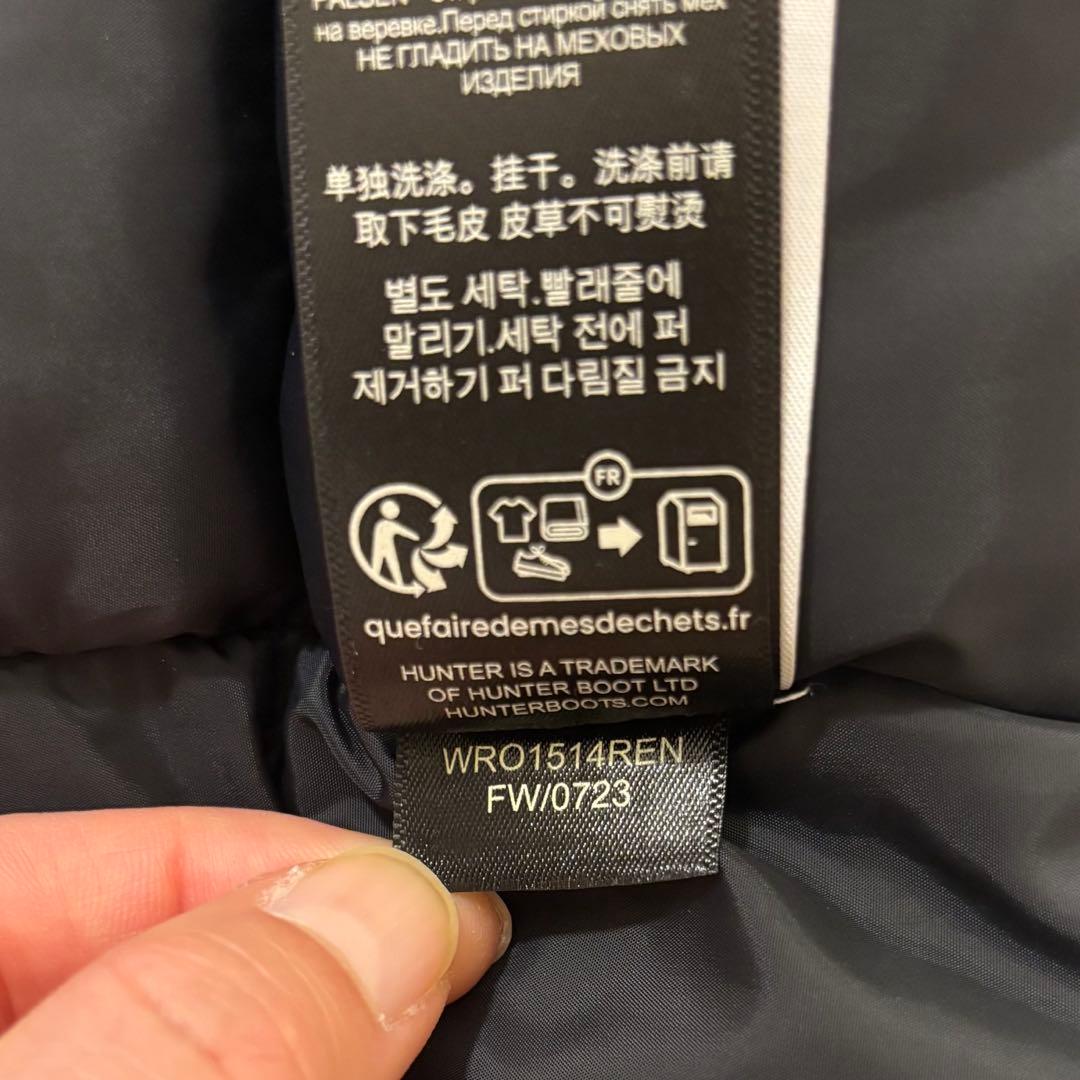 на веревке.Перед стиркой снять мех
НЕ ГЛАДИТЬ НА МЕХОВЫХ
ИЗДЕЛИЯ
单独洗涤。挂干。洗涤前请
取下毛皮 皮草不可熨烫
별도 세탁.빨래줄에
말리기.세탁 전에 퍼
제거하기 퍼 다림질 금지
FR
quefairedemesdechets.fr
HUNTER IS A TRADEMARK
OF HUNTER BOOT LTD
HUNTERBOOTS.COM
WRO1514REN
FW/0723